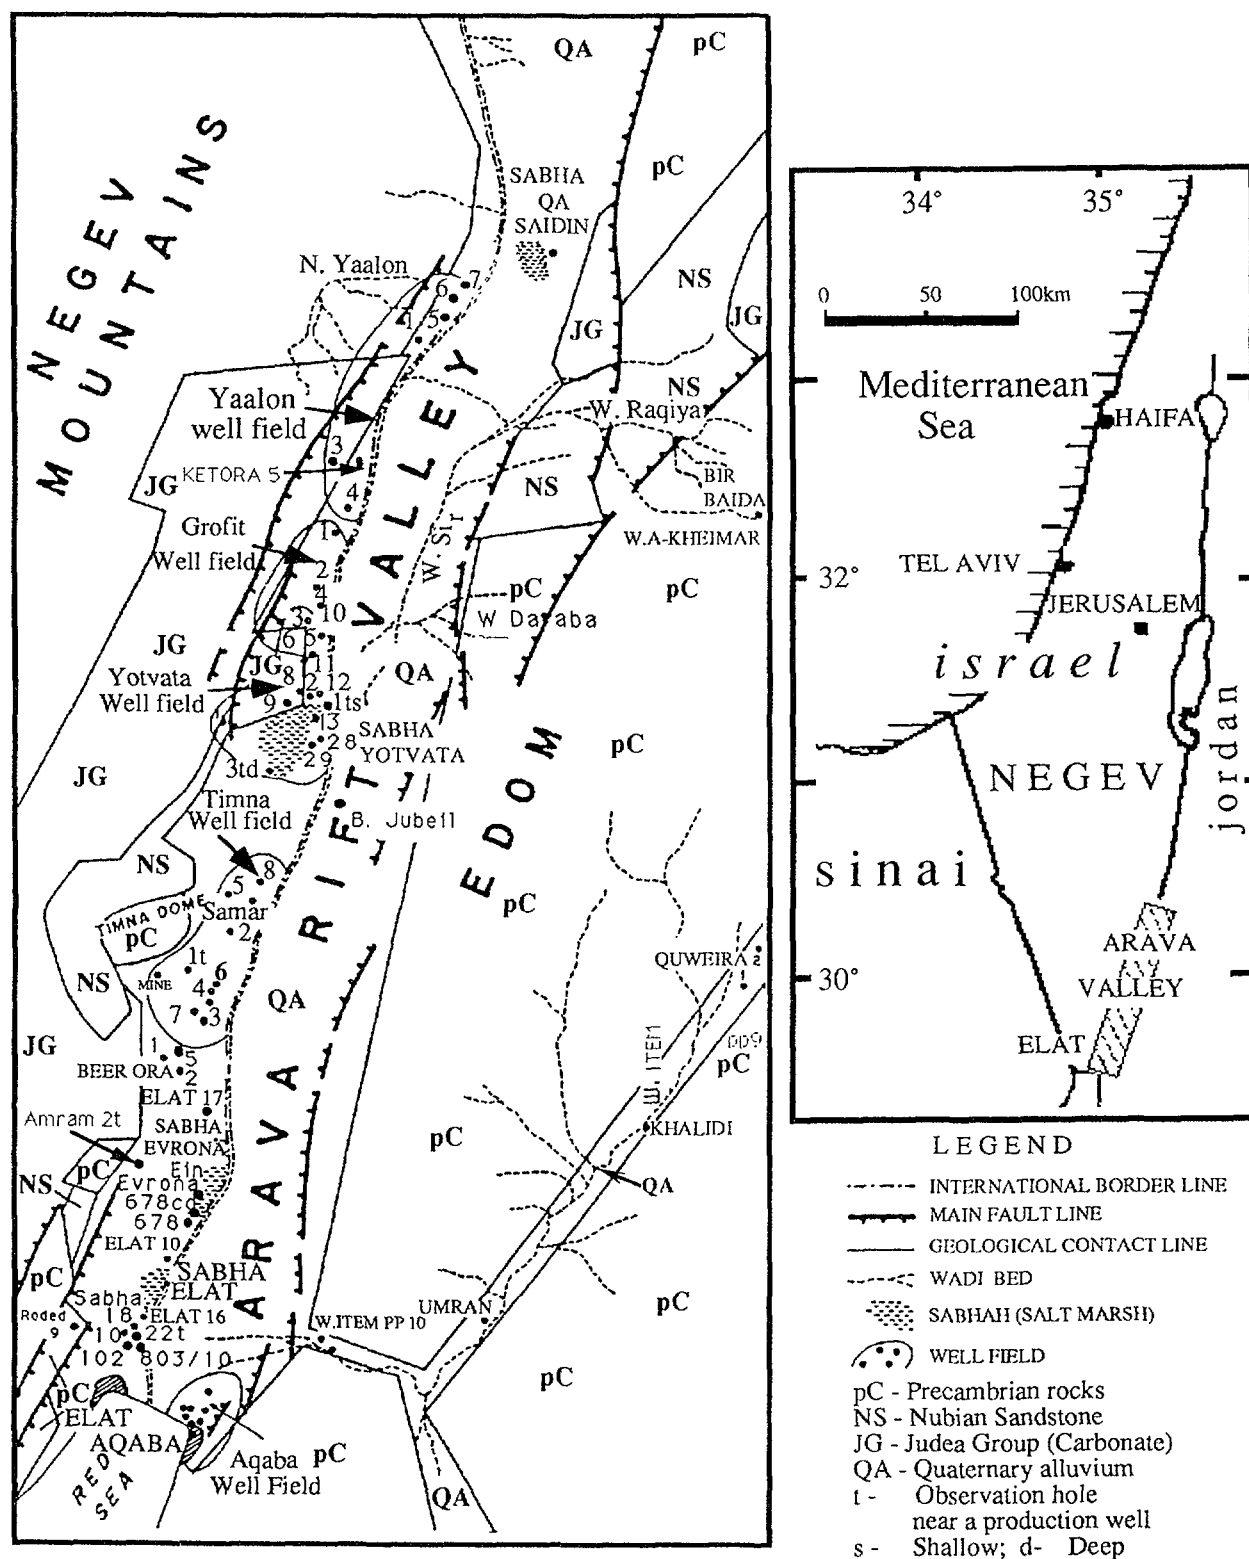 QA
pC
NEGEV
MOUNTAINS
pC
SABHA
QA
SAIDIN
N. Yaalon
7
6
5
1
NS
JG
JG
NS
Yaalon
well field
W. Raqiya
3
KETORA 5
4
JG
NS
BIR
BAIDA
Grofit
Well field
1
W. Sir
W.A-KHEIMAR
2
4
10
3
6
5
pC
pC
W Daraba
JG
JG
11
QA
Yotvata
Well field
8
2
12
9
1ts
13
SABHA
YOTVATA
28
29
3td
pC
JG
Timna
Well field
B. Jubeil
EDOM
ARAVA RIFT VALLEY
NS
8
5
TIMNA DOME
pC
Samar
2
pC
NS
1t
MINE
6
4
7
3
QA
QUWEIRA 2
1
JG
1
5
BEER ORA
2
DD9
pC
W. ITEM
ELAT 17
Amram 2t
SABHA
EVRONA
Ein
Evrona
pC
KHALIDI
pC
NS
QA
678cd
678
ELAT 10
pC
SABHA
ELAT
Sabha
18
ELAT 16
Roded
9
10
22t
102
803/10
W.ITEM PP 10
UMRAN
pC
pC
pC
ELAT
AQABA
Aqaba
Well Field
pC
RED
SEA
QA
34°
35°
0
50
100km
Mediterranean
Sea
HAIFA
TEL AVIV
32°
JERUSALEM
israel
NEGEV
jordan
sinai
ARAVA
VALLEY
30°
ELAT
LEGEND
INTERNATIONAL BORDER LINE
MAIN FAULT LINE
GEOLOGICAL CONTACT LINE
WADI BED
SABHAH (SALT MARSH)
WELL FIELD
pC - Precambrian rocks
NS - Nubian Sandstone
JG - Judea Group (Carbonate)
QA - Quaternary alluvium
t - Observation hole
near a production well
s - Shallow; d- Deep